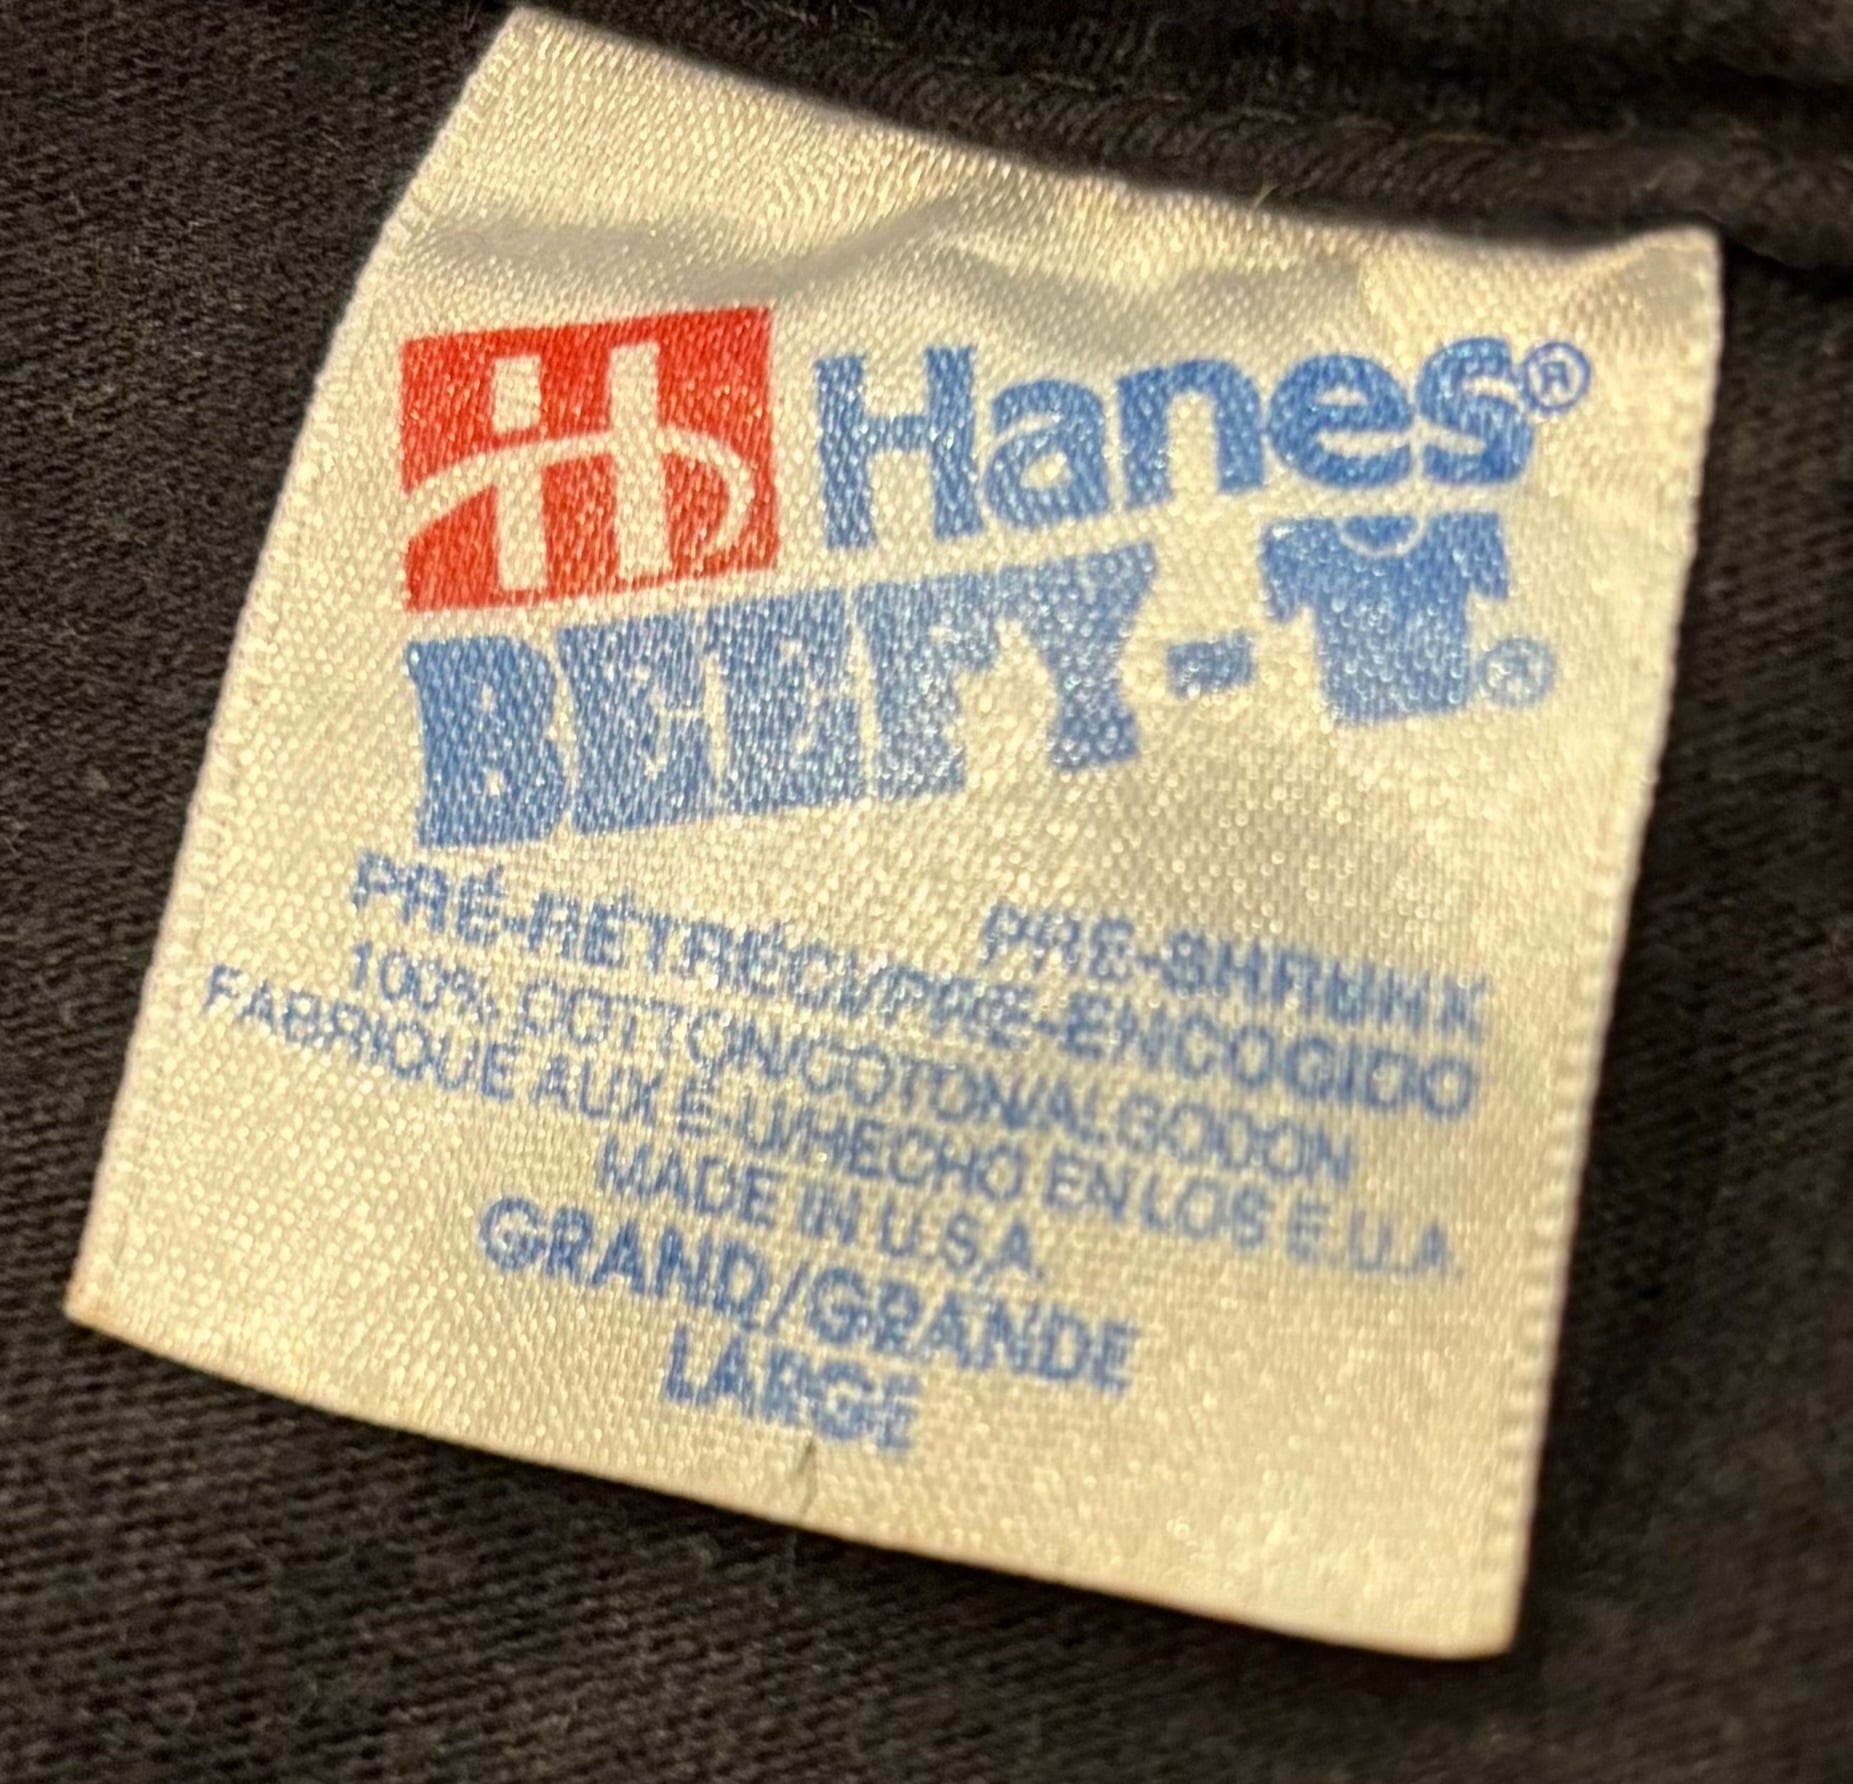 Hanes®
BEEFY-T®
PRE-SHRUNK
PRÉ-RÉTRÉCI/PRE-ENCOGIDO
100% COTTON/COTON/ALGODON
FABRIQUE AUX É-U/HECHO EN LOS E.U.A.
MADE IN U.S.A.
GRAND/GRANDE
LARGE